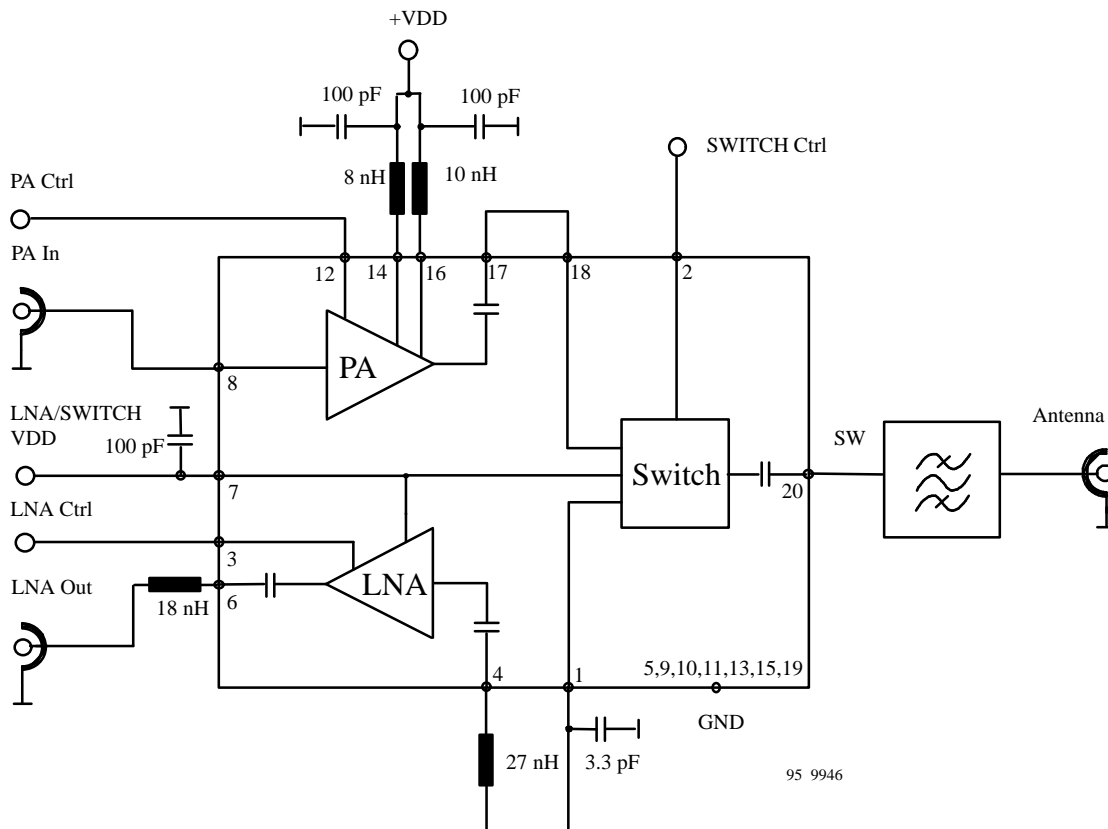 +VDD
100 pF
100 pF
SWITCH Ctrl
8 nH
10 nH
PA Ctrl
PA In
12
14
16
17
18
2
PA
8
LNA/SWITCH
VDD
100 pF
7
Switch
SW
20
Antenna
LNA Ctrl
3
LNA Out
LNA
18 nH
6
4
1
5,9,10,11,13,15,19
GND
27 nH
3.3 pF
95 9946